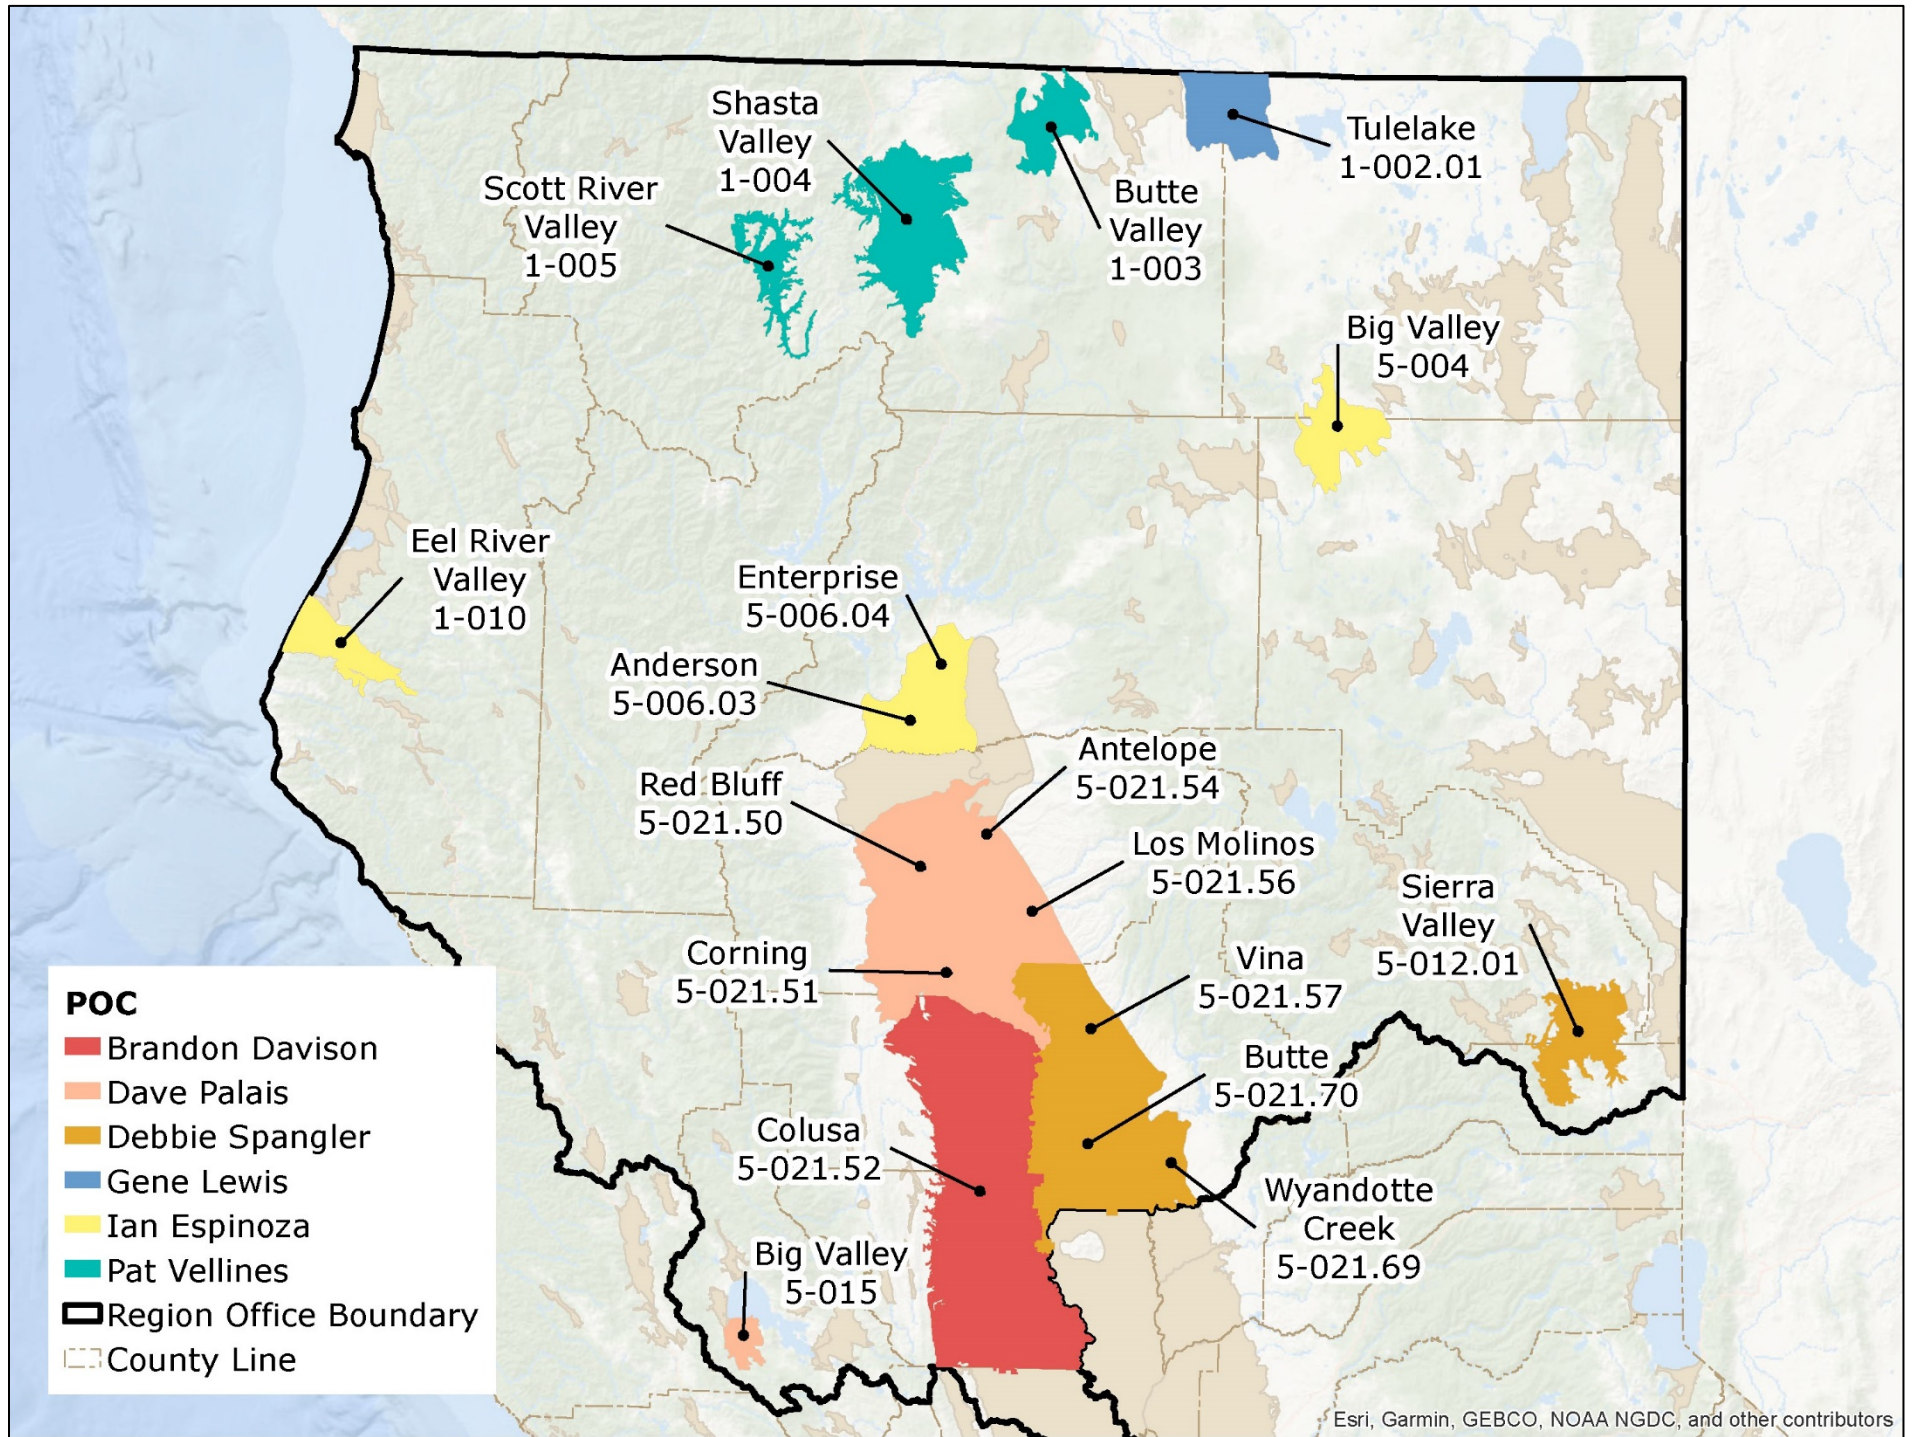 Shasta
Valley
1-004
Scott River
Valley
1-005
Butte
Valley
1-003
Tulelake
1-002.01
Big Valley
5-004
Eel River
Valley
1-010
Enterprise
5-006.04
Anderson
5-006.03
Antelope
5-021.54
Red Bluff
5-021.50
Los Molinos
5-021.56
Sierra
Valley
5-012.01
Corning
5-021.51
Vina
5-021.57
Butte
5-021.70
Colusa
5-021.52
Wyandotte
Creek
5-021.69
Big Valley
5-015
POC
Brandon Davison
Dave Palais
Debbie Spangler
Gene Lewis
Ian Espinoza
Pat Vellines
Region Office Boundary
County Line
Esri, Garmin, GEBCO, NOAA NGDC, and other contributors